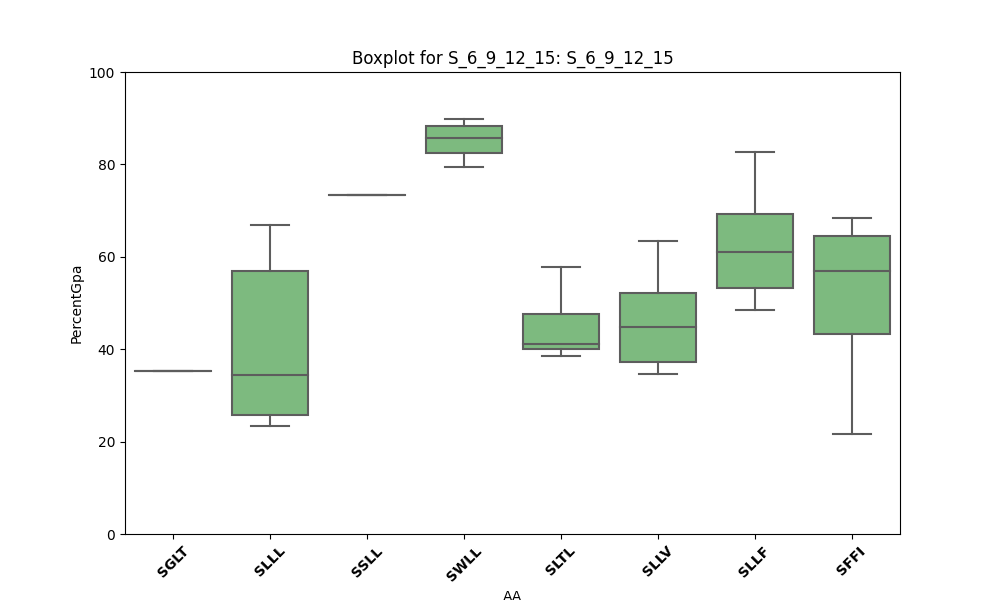 Boxplot for S_6_9_12_15: S_6_9_12_15
PercentGpa
100
80
60
40
20
0
SGLT
SLLL
SSLL
SWLL
SLTL
SLLV
SLLF
SFFI
AA